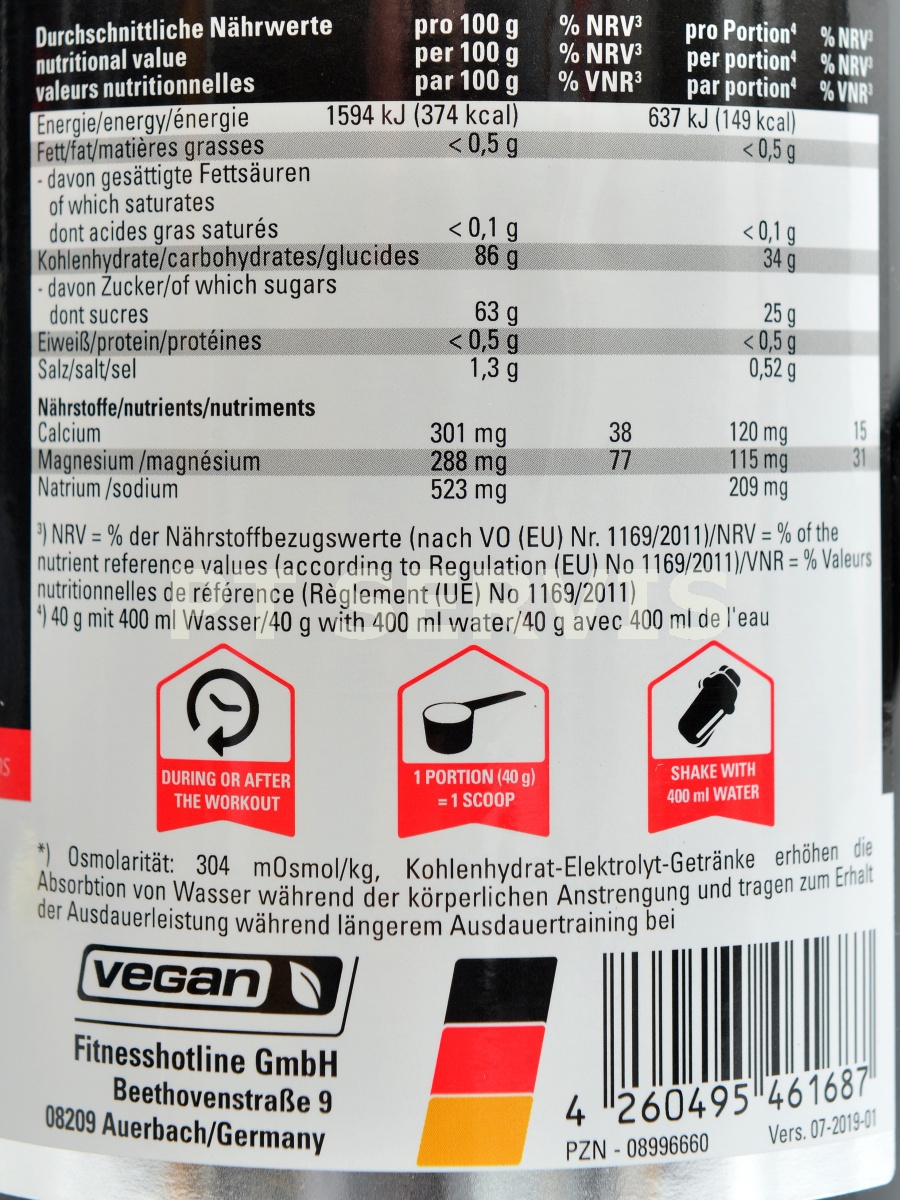 Durchschnittliche Nährwerte pro 100 g % NRV³ pro Portion⁴ % NRV³
nutritional value per 100 g % NRV³ per portion⁴ % NRV³
valeurs nutritionnelles par 100 g % VNR³ par portion⁴ % VNR³
Energie/energy/énergie 1594 kJ (374 kcal) 637 kJ (149 kcal)
Fett/fat/matières grasses < 0,5 g < 0,5 g
- davon gesättigte Fettsäuren
of which saturates
dont acides gras saturés < 0,1 g < 0,1 g
Kohlenhydrate/carbohydrates/glucides 86 g 34 g
- davon Zucker/of which sugars
dont sucres 63 g 25 g
Eiweiß/protein/protéines < 0,5 g < 0,5 g
Salz/salt/sel 1,3 g 0,52 g
Nährstoffe/nutrients/nutriments
Calcium 301 mg 38 120 mg 15
Magnesium /magnésium 288 mg 77 115 mg 31
Natrium /sodium 523 mg 209 mg
³) NRV = % der Nährstoffbezugswerte (nach VO (EU) Nr. 1169/2011)/NRV = % of the
nutrient reference values (according to Regulation (EU) No 1169/2011)/VNR = % Valeurs
nutritionnelles de référence (Règlement (UE) No 1169/2011)
⁴) 40 g mit 400 ml Wasser/40 g with 400 ml water/40 g avec 400 ml de l'eau
PT SERVIS
DURING OR AFTER
THE WORKOUT
1 PORTION (40 g)
= 1 SCOOP
SHAKE WITH
400 ml WATER
*) Osmolarität: 304 mOsmol/kg, Kohlenhydrat-Elektrolyt-Getränke erhöhen die
Absorbtion von Wasser während der körperlichen Anstrengung und tragen zum Erhalt
der Ausdauerleistung während längerem Ausdauertraining bei
vegan
Fitnesshotline GmbH
Beethovenstraße 9
08209 Auerbach/Germany
4 260495 461687
PZN - 08996660
Vers. 07-2019-01